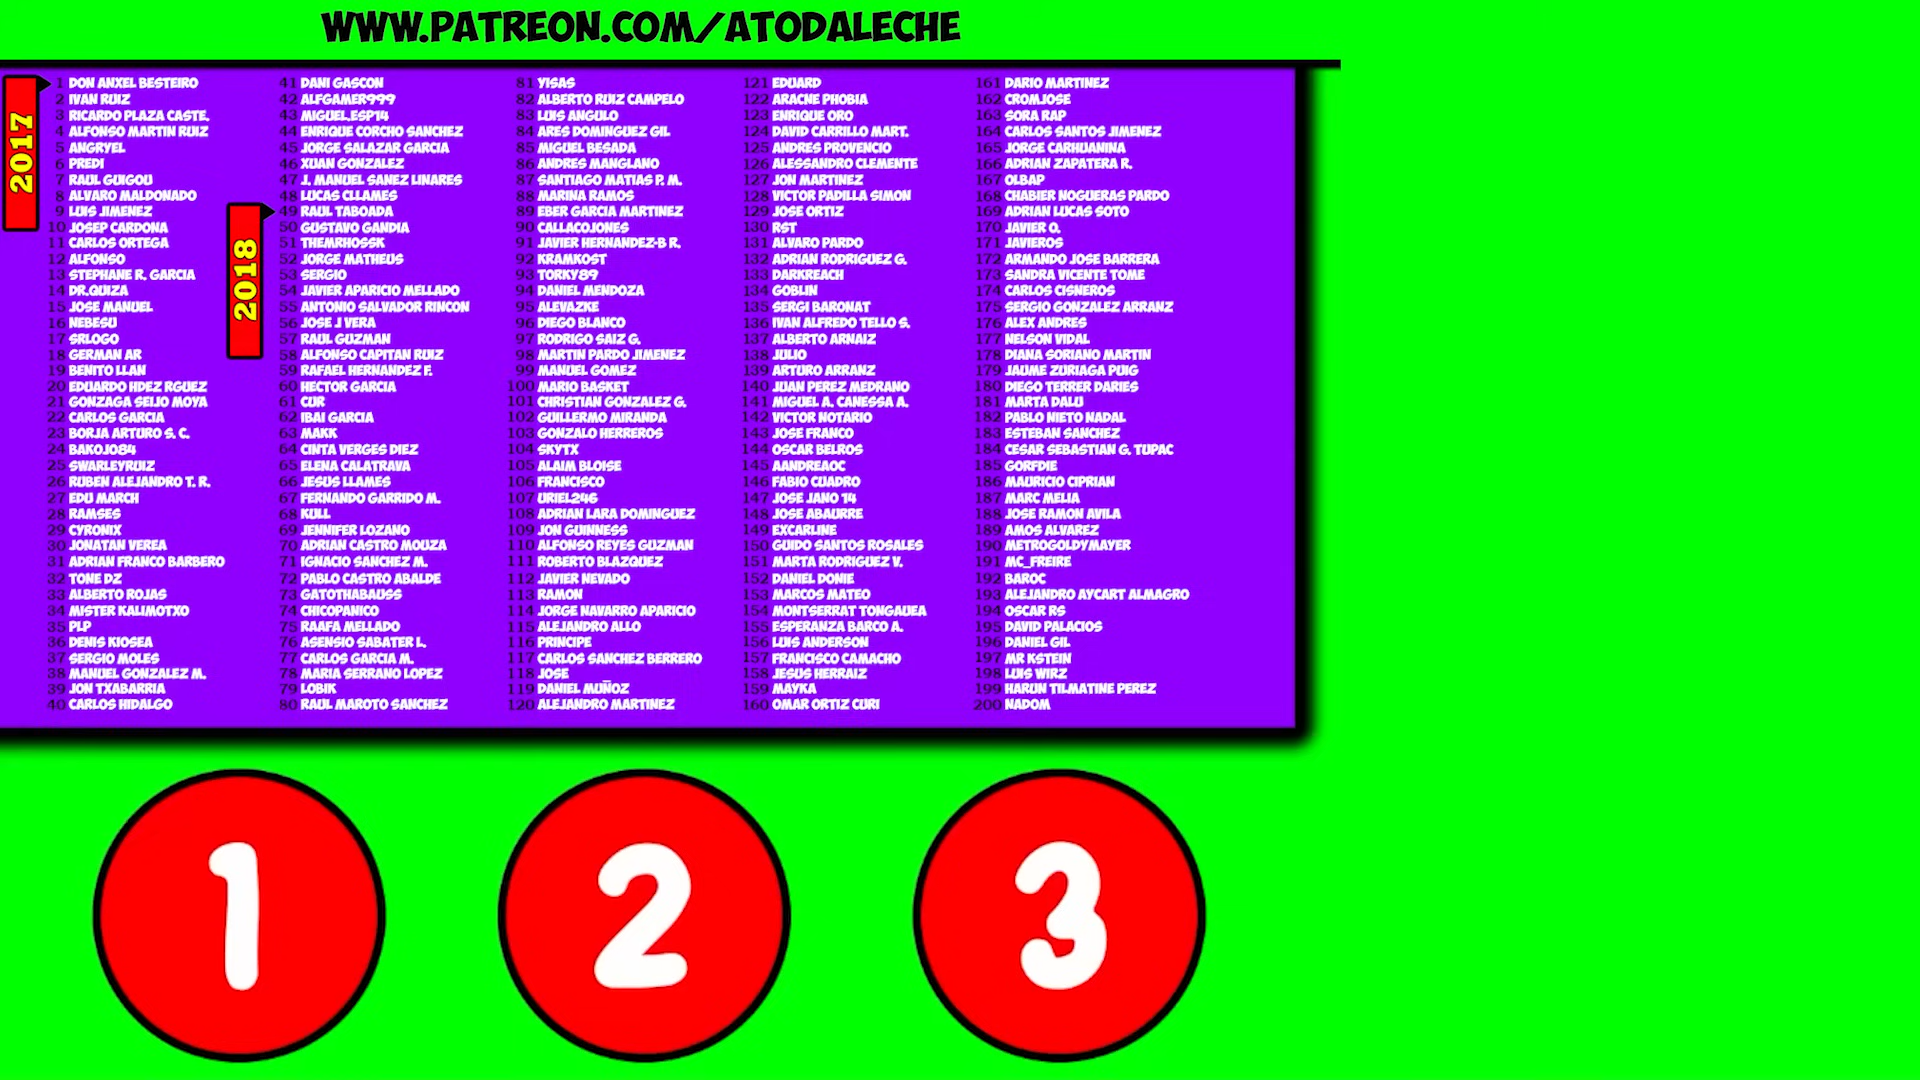 WWW.PATREON.COM/ATODALECHE
2017
1 DON ANXEL BESTEIRO
2 IVAN RUIZ
3 RICARDO PLAZA CASTE.
4 ALFONSO MARTIN RUIZ
5 ANGRYEL
6 PREDI
7 RAUL GUIGOU
8 ALVARO MALDONADO
9 LUIS JIMENEZ
10 JOSEP CARDONA
11 CARLOS ORTEGA
12 ALFONSO
13 STEPHANE R. GARCIA
14 DR.QUIZA
15 JOSE MANUEL
16 NEBESU
17 SRLOGO
18 GERMAN AR
19 BENITO LLAN
20 EDUARDO HDEZ RGUEZ
21 GONZAGA SEIJO MOYA
22 CARLOS GARCIA
23 BORJA ARTURO S. C.
24 BAKOJO84
25 SWARLEYRUIZ
26 RUBEN ALEJANDRO T. R.
27 EDU MARCH
28 RAMSES
29 CYRONIX
30 JONATAN VEREA
31 ADRIAN FRANCO BARBERO
32 TONE DZ
33 ALBERTO ROJAS
34 MISTER KALIMOTXO
35 PLP
36 DENIS KIOSEA
37 SERGIO MOLES
38 MANUEL GONZALEZ M.
39 JON TXABARRIA
40 CARLOS HIDALGO
2018
41 DANI GASCON
42 ALFGAMER999
43 MIGUEL_ESP14
44 ENRIQUE CORCHO SANCHEZ
45 JORGE SALAZAR GARCIA
46 XUAN GONZALEZ
47 J. MANUEL SANEZ LINARES
48 LUCAS CLLAMES
49 RAUL TABOADA
50 GUSTAVO GANDIA
51 THEMRHOSSK
52 JORGE MATHEUS
53 SERGIO
54 JAVIER APARICIO MELLADO
55 ANTONIO SALVADOR RINCON
56 JOSE J VERA
57 RAUL GUZMAN
58 ALFONSO CAPITAN RUIZ
59 RAFAEL HERNANDEZ F.
60 HECTOR GARCIA
61 CUR
62 IBAI GARCIA
63 MAKK
64 CINTA VERGES DIEZ
65 ELENA CALATRAVA
66 JESUS LLAMES
67 FERNANDO GARRIDO M.
68 KULL
69 JENNIFER LOZANO
70 ADRIAN CASTRO MOUZA
71 IGNACIO SANCHEZ M.
72 PABLO CASTRO ABALDE
73 GATOTHABAUSS
74 CHICOPANICO
75 RAAFA MELLADO
76 ASENSIO SABATER L.
77 CARLOS GARCIA M.
78 MARIA SERRANO LOPEZ
79 LOBIK
80 RAUL MAROTO SANCHEZ
81 YISAS
82 ALBERTO RUIZ CAMPELO
83 LUIS ANGULO
84 ARES DOMINGUEZ GIL
85 MIGUEL BESADA
86 ANDRES MANGLANO
87 SANTIAGO MATIAS P. M.
88 MARINA RAMOS
89 EBER GARCIA MARTINEZ
90 CALLACOJONES
91 JAVIER HERNANDEZ-B R.
92 KRAMKOST
93 TORKY89
94 DANIEL MENDOZA
95 ALEVAZKE
96 DIEGO BLANCO
97 RODRIGO SAIZ G.
98 MARTIN PARDO JIMENEZ
99 MANUEL GOMEZ
100 MARIO BASKET
101 CHRISTIAN GONZALEZ G.
102 GUILLERMO MIRANDA
103 GONZALO HERREROS
104 SKYTX
105 ALAIM BLOISE
106 FRANCISCO
107 URIEL246
108 ADRIAN LARA DOMINGUEZ
109 JON GUINNESS
110 ALFONSO REYES GUZMAN
111 ROBERTO BLAZQUEZ
112 JAVIER NEVADO
113 RAMON
114 JORGE NAVARRO APARICIO
115 ALEJANDRO ALLO
116 PRINCIPE
117 CARLOS SANCHEZ BERRERO
118 JOSE
119 DANIEL MUÑOZ
120 ALEJANDRO MARTINEZ
121 EDUARD
122 ARACNE PHOBIA
123 ENRIQUE ORO
124 DAVID CARRILLO MART.
125 ANDRES PROVENCIO
126 ALESSANDRO CLEMENTE
127 JON MARTINEZ
128 VICTOR PADILLA SIMON
129 JOSE ORTIZ
130 RST
131 ALVARO PARDO
132 ADRIAN RODRIGUEZ G.
133 DARKREACH
134 GOBLIN
135 SERGI BARONAT
136 IVAN ALFREDO TELLO S.
137 ALBERTO ARNAIZ
138 JULIO
139 ARTURO ARRANZ
140 JUAN PEREZ MEDRANO
141 MIGUEL A. CANESSA A.
142 VICTOR NOTARIO
143 JOSE FRANCO
144 OSCAR BELROS
145 AANDREAOC
146 FABIO CUADRO
147 JOSE JANO 14
148 JOSE ABAURRE
149 EXCARLINE
150 GUIDO SANTOS ROSALES
151 MARTA RODRIGUEZ V.
152 DANIEL DONIE
153 MARCOS MATEO
154 MONTSERRAT TONGAUEA
155 ESPERANZA BARCO A.
156 LUIS ANDERSON
157 FRANCISCO CAMACHO
158 JESUS HERRAIZ
159 MAYKA
160 OMAR ORTIZ CURI
161 DARIO MARTINEZ
162 CROMJOSE
163 SORA RAP
164 CARLOS SANTOS JIMENEZ
165 JORGE CARHUANINA
166 ADRIAN ZAPATERA R.
167 OLBAP
168 CHABIER NOGUERAS PARDO
169 ADRIAN LUCAS SOTO
170 JAVIER O.
171 JAVIEROS
172 ARMANDO JOSE BARRERA
173 SANDRA VICENTE TOME
174 CARLOS CISNEROS
175 SERGIO GONZALEZ ARRANZ
176 ALEX ANDRES
177 NELSON VIDAL
178 DIANA SORIANO MARTIN
179 JAUME ZURIAGA PUIG
180 DIEGO TERRER DARIES
181 MARTA DALU
182 PABLO NIETO NADAL
183 ESTEBAN SANCHEZ
184 CESAR SEBASTIAN G. TUPAC
185 GORFDIE
186 MAURICIO CIPRIAN
187 MARC MELIA
188 JOSE RAMON AVILA
189 AMOS ALVAREZ
190 METROGOLDYMAYER
191 MC_FREIRE
192 BAROC
193 ALEJANDRO AYCART ALMAGRO
194 OSCAR RS
195 DAVID PALACIOS
196 DANIEL GIL
197 MR KSTEIN
198 LUIS WIRZ
199 HARUN TILMATINE PEREZ
200 NADOM
1
2
3